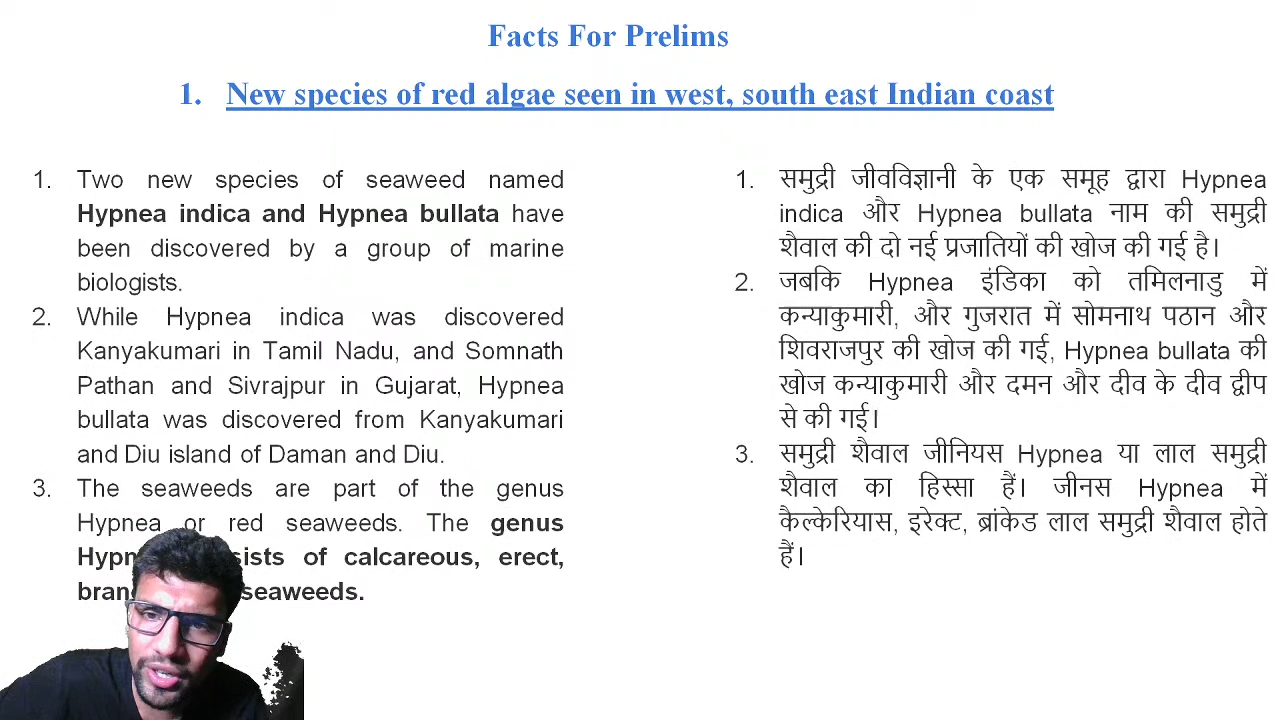 Facts For Prelims
1. New species of red algae seen in west, south east Indian coast
1. Two new species of seaweed named
Hypnea indica and Hypnea bullata have
been discovered by a group of marine
biologists.
2. While Hypnea indica was discovered
Kanyakumari in Tamil Nadu, and Somnath
Pathan and Sivrajpur in Gujarat, Hypnea
bullata was discovered from Kanyakumari
and Diu island of Daman and Diu.
3. The seaweeds are part of the genus
Hypnea or red seaweeds. The genus
of calcareous, erect,
seaweeds.
1. समुद्री जीवविज्ञानी के एक समूह द्वारा Hypnea
indica और Hypnea bullata नाम की समुद्री
शैवाल की दो नई प्रजातियों की खोज की गई है।
2. जबकि Hypnea इंडिका को तमिलनाडु में
कन्याकुमारी, और गुजरात में सोमनाथ पठान और
शिवराजपुर की खोज की गई, Hypnea bullata की
खोज कन्याकुमारी और दमन और दीव के दीव द्वीप
से की गई।
3. समुद्री शैवाल जीनियस Hypnea या लाल समुद्री
शैवाल का हिस्सा हैं। जीनस Hypnea में
कैल्केरियास, इरेक्ट, ब्रांकेड लाल समुद्री शैवाल होते
हैं।